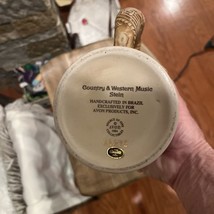 Country & Western Music
Stein
HANDCRAFTED IN BRAZIL
EXCLUSIVELY FOR
AVON PRODUCTS, INC.